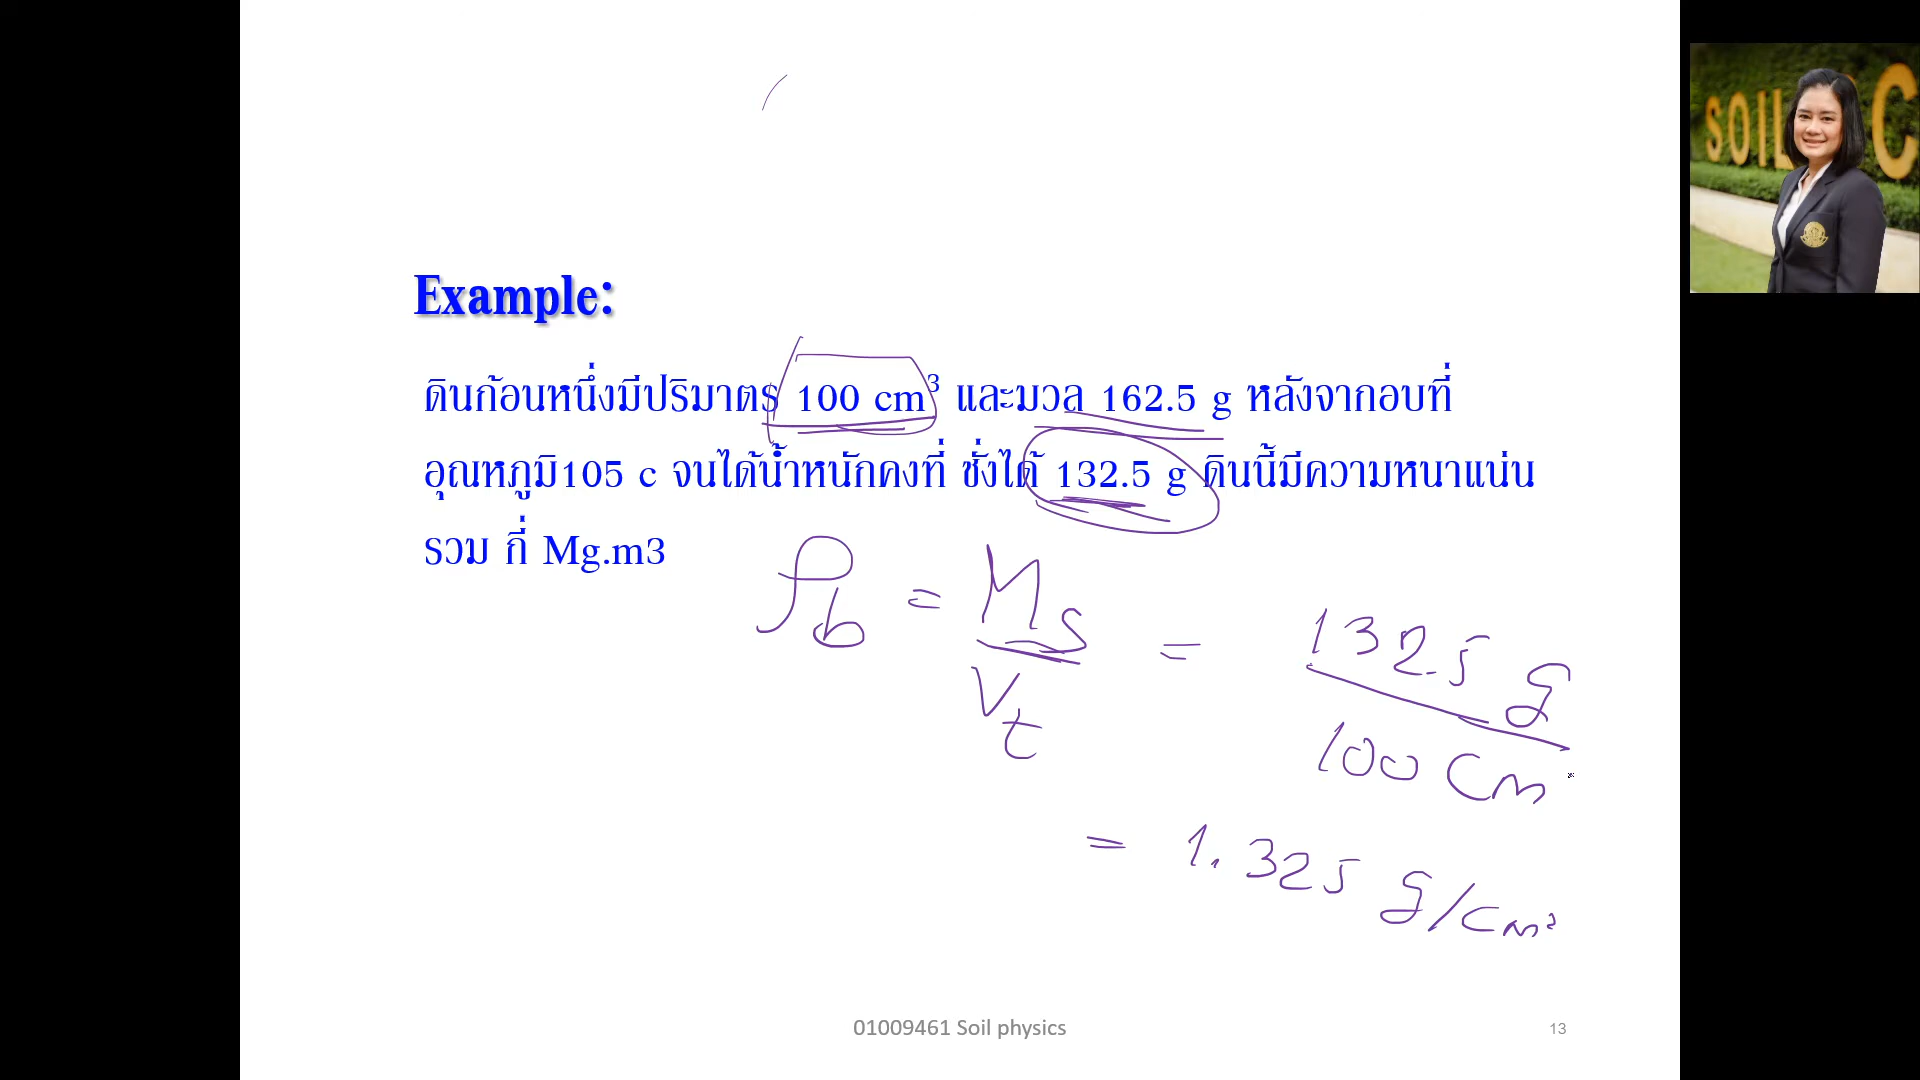 Example:
ดินก้อนหนึ่งมีปริมาตร 100 cm³ และมวล 162.5 g หลังจากอบที่
อุณหภูมิ105 c จนได้น้ำหนักคงที่ ชั่งได้ 132.5 g ดินนี้มีความหนาแน่น
รวม กี่ Mg.m3
ρb = Ms / Vt = 132.5 g / 100 cm
= 1.325 g/cm³
01009461 Soil physics
13
SOIL C